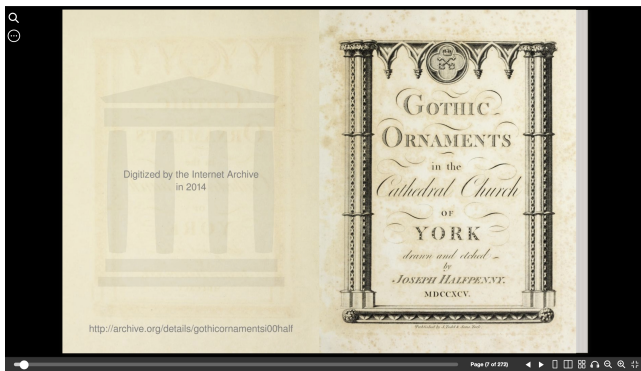 Digitized by the Internet Archive
in 2014
http://archive.org/details/gothicornamentsi00half
GOTHIC
ORNAMENTS
in the
Cathedral Church
OF
YORK
drawn and etched
by
JOSEPH HALFPENNY.
MDCCXCV.
Page (7 of 272)